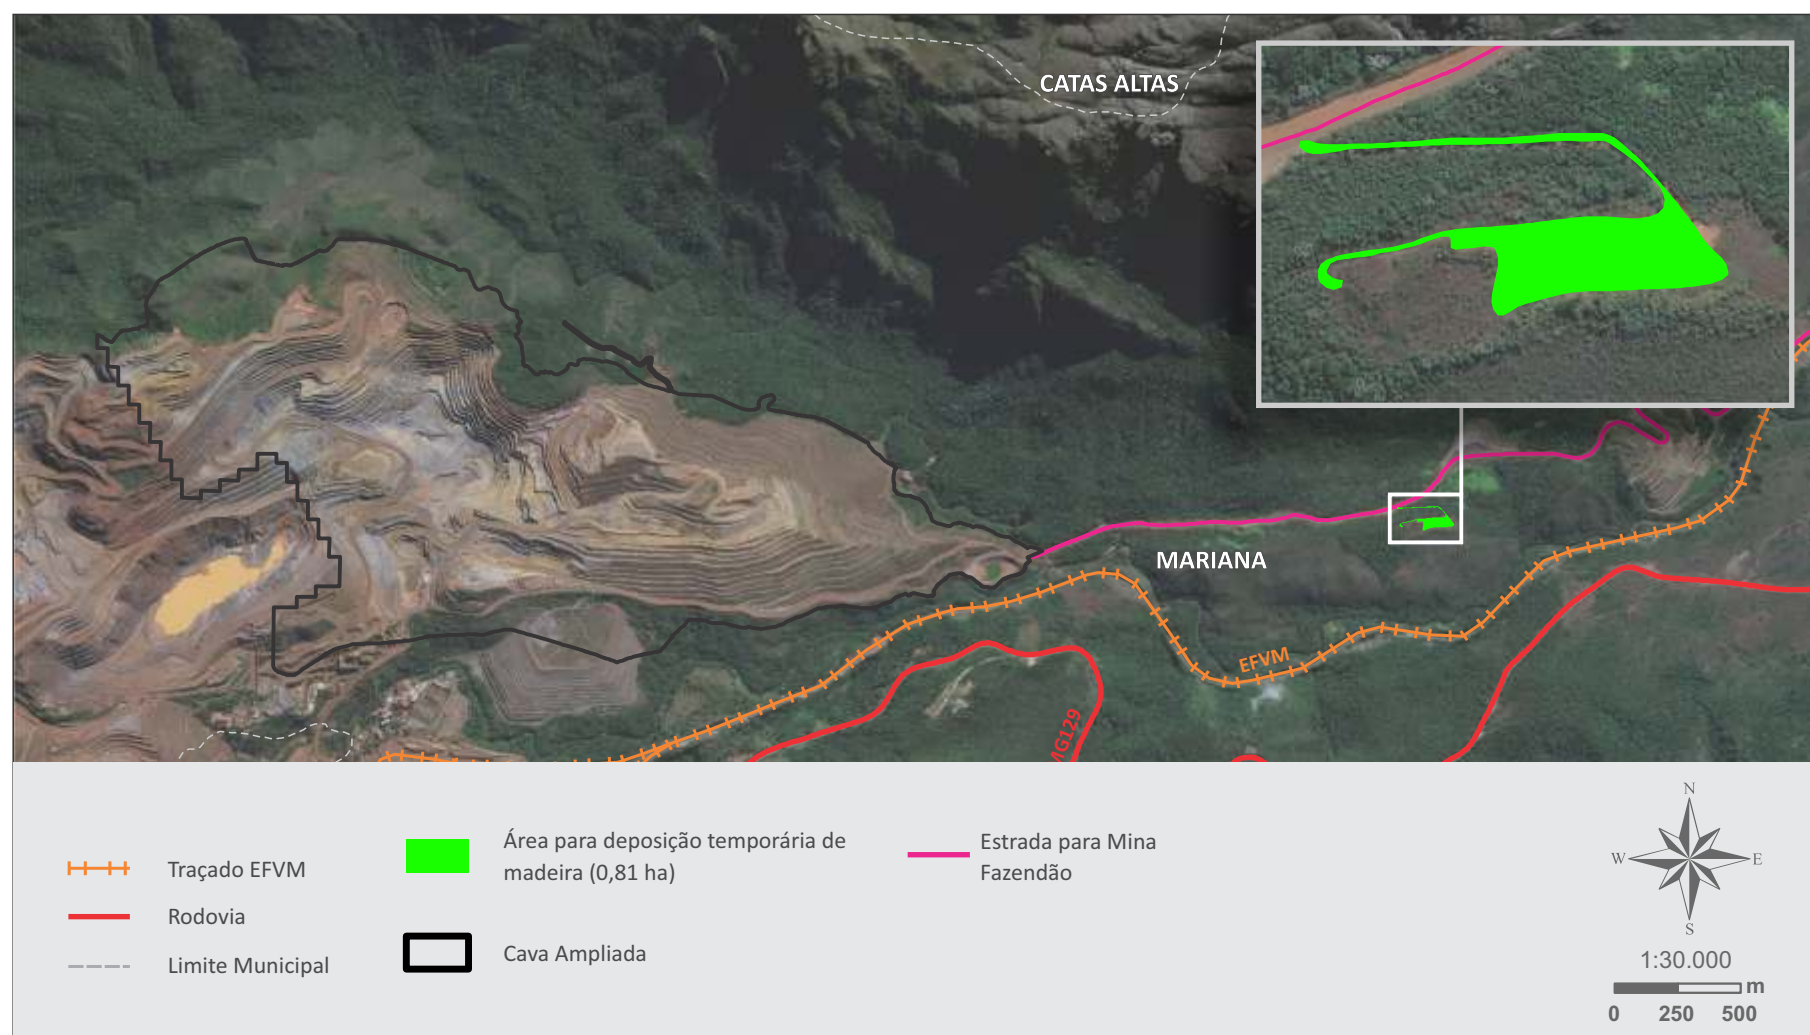 CATAS ALTAS
MARIANA
EFVM
MG129
Traçado EFVM
Rodovia
Limite Municipal
Área para deposição temporária de
madeira (0,81 ha)
Cava Ampliada
Estrada para Mina
Fazendão
N
W
E
S
1:30.000
m
0 250 500